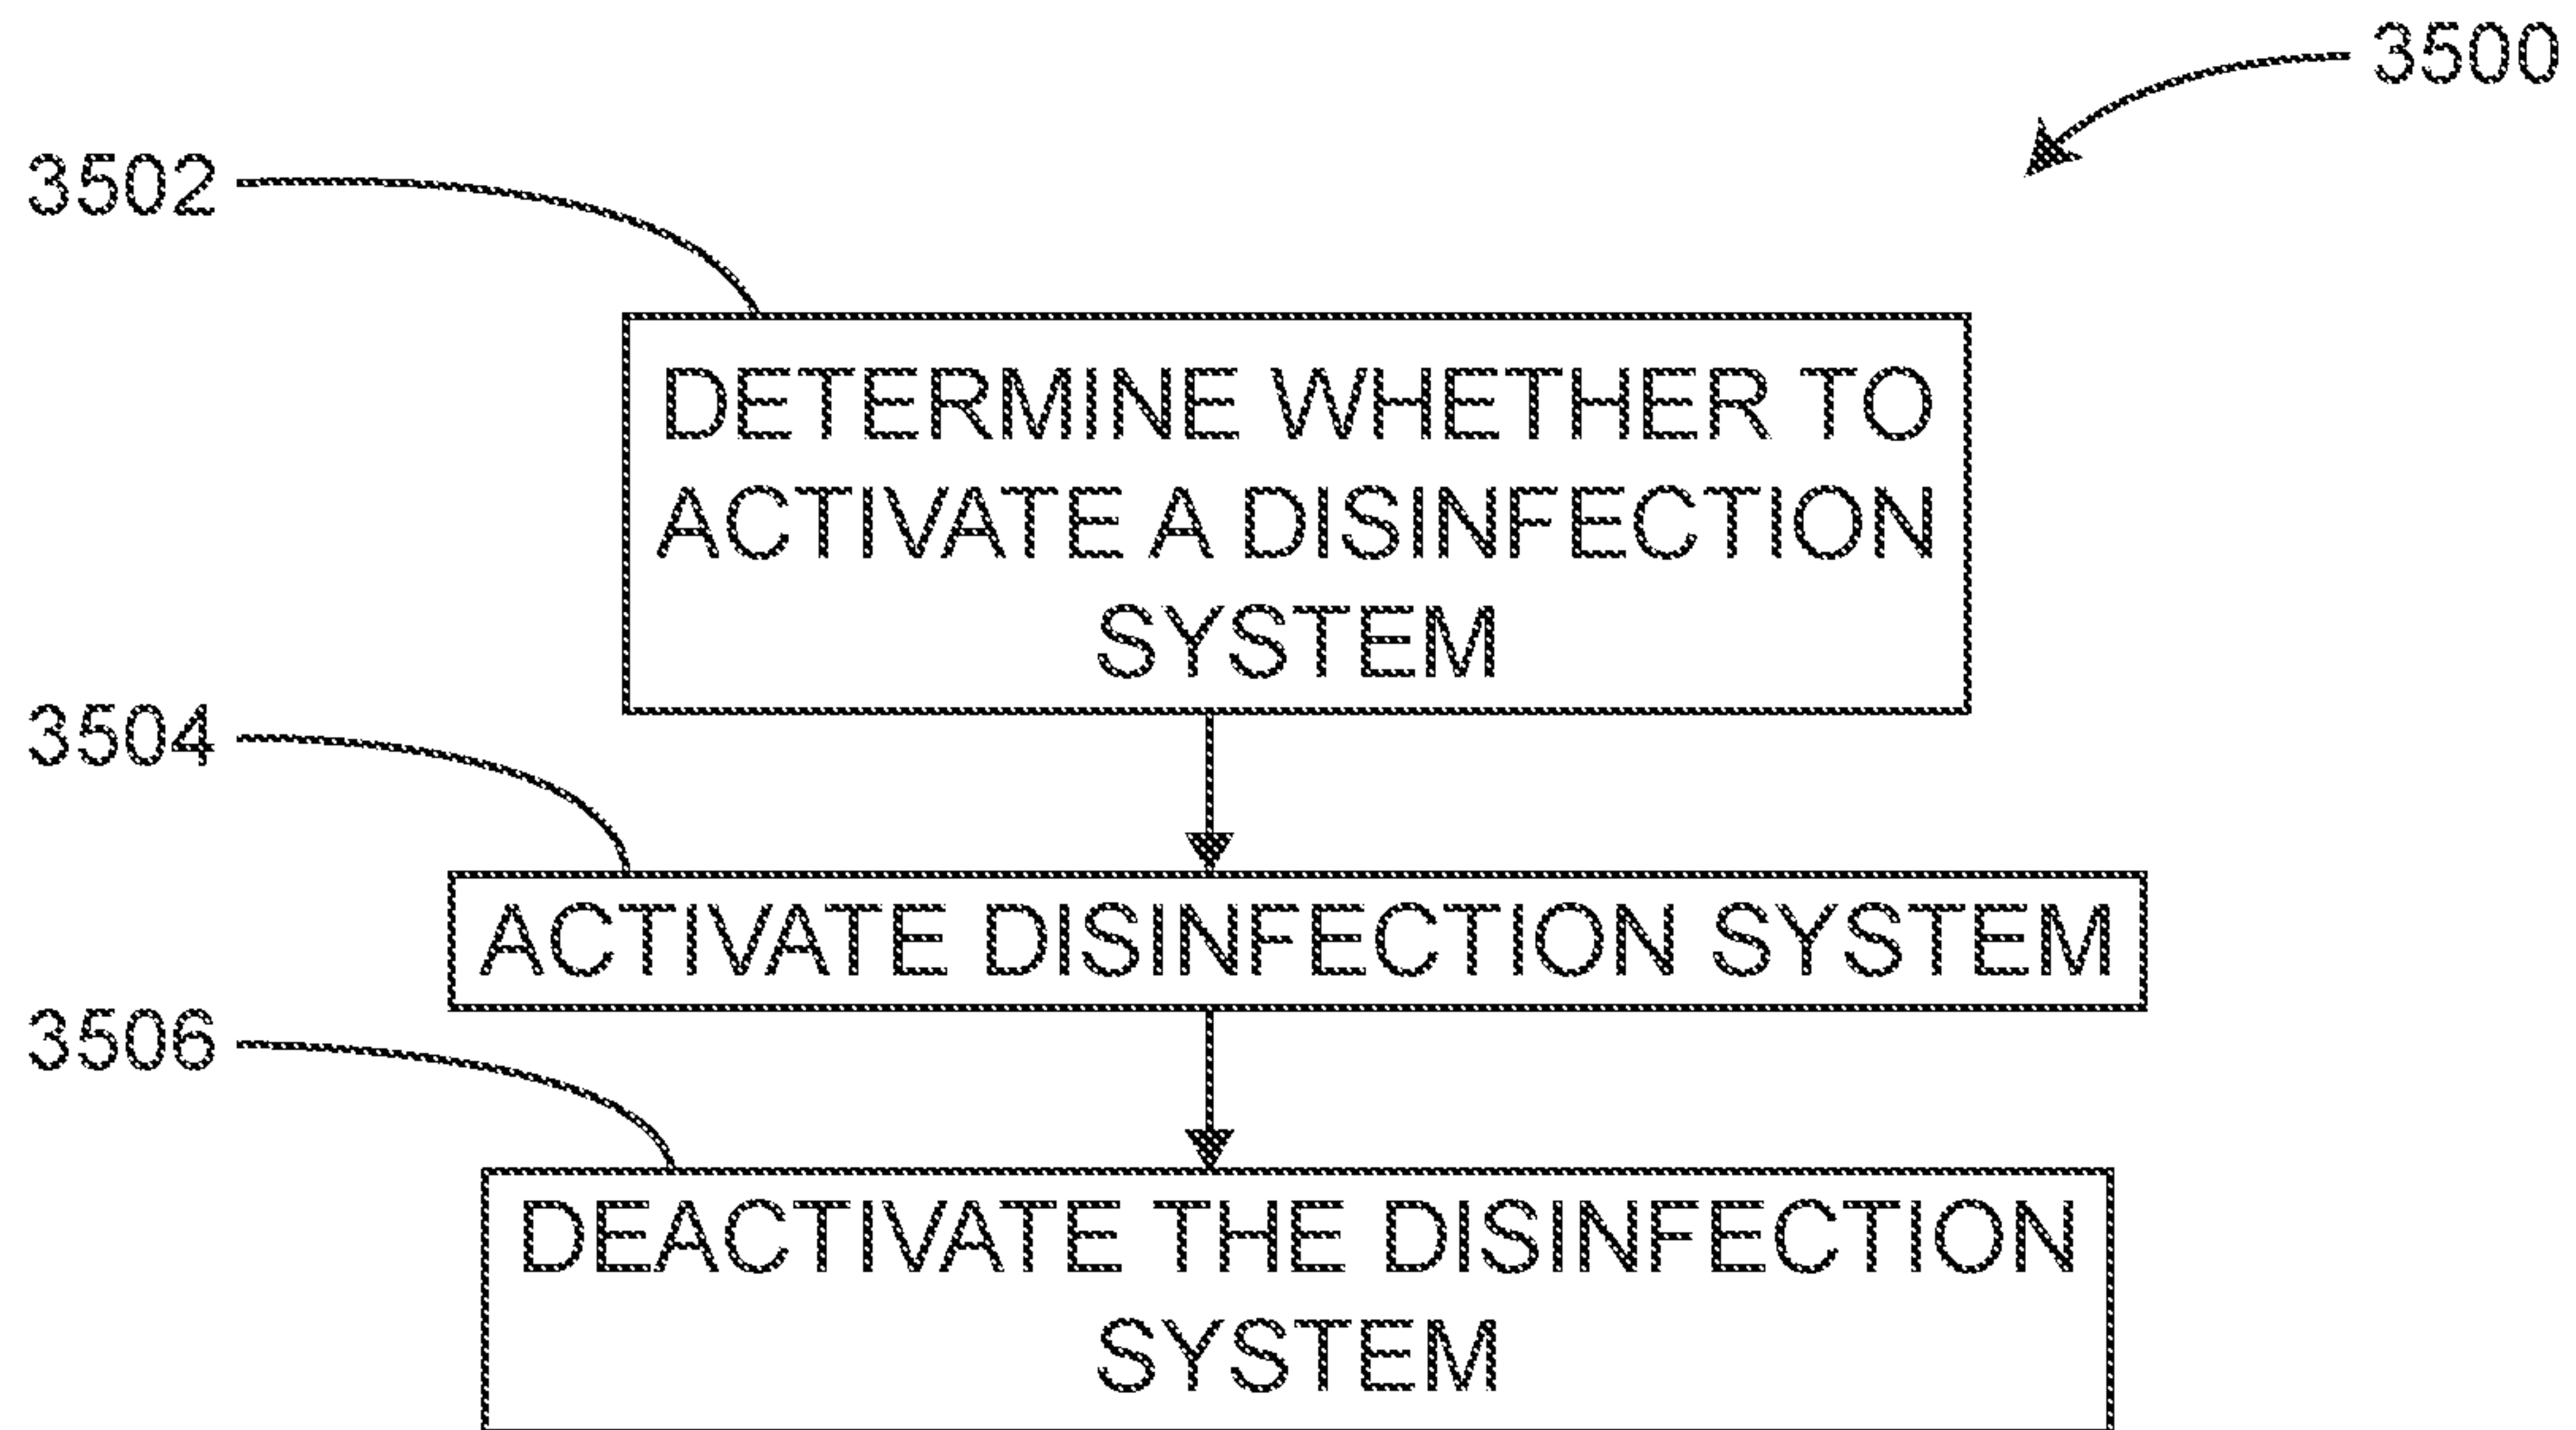 3500
3502
DETERMINE WHETHER TO
ACTIVATE A DISINFECTION
SYSTEM
3504
ACTIVATE DISINFECTION SYSTEM
3506
DEACTIVATE THE DISINFECTION
SYSTEM